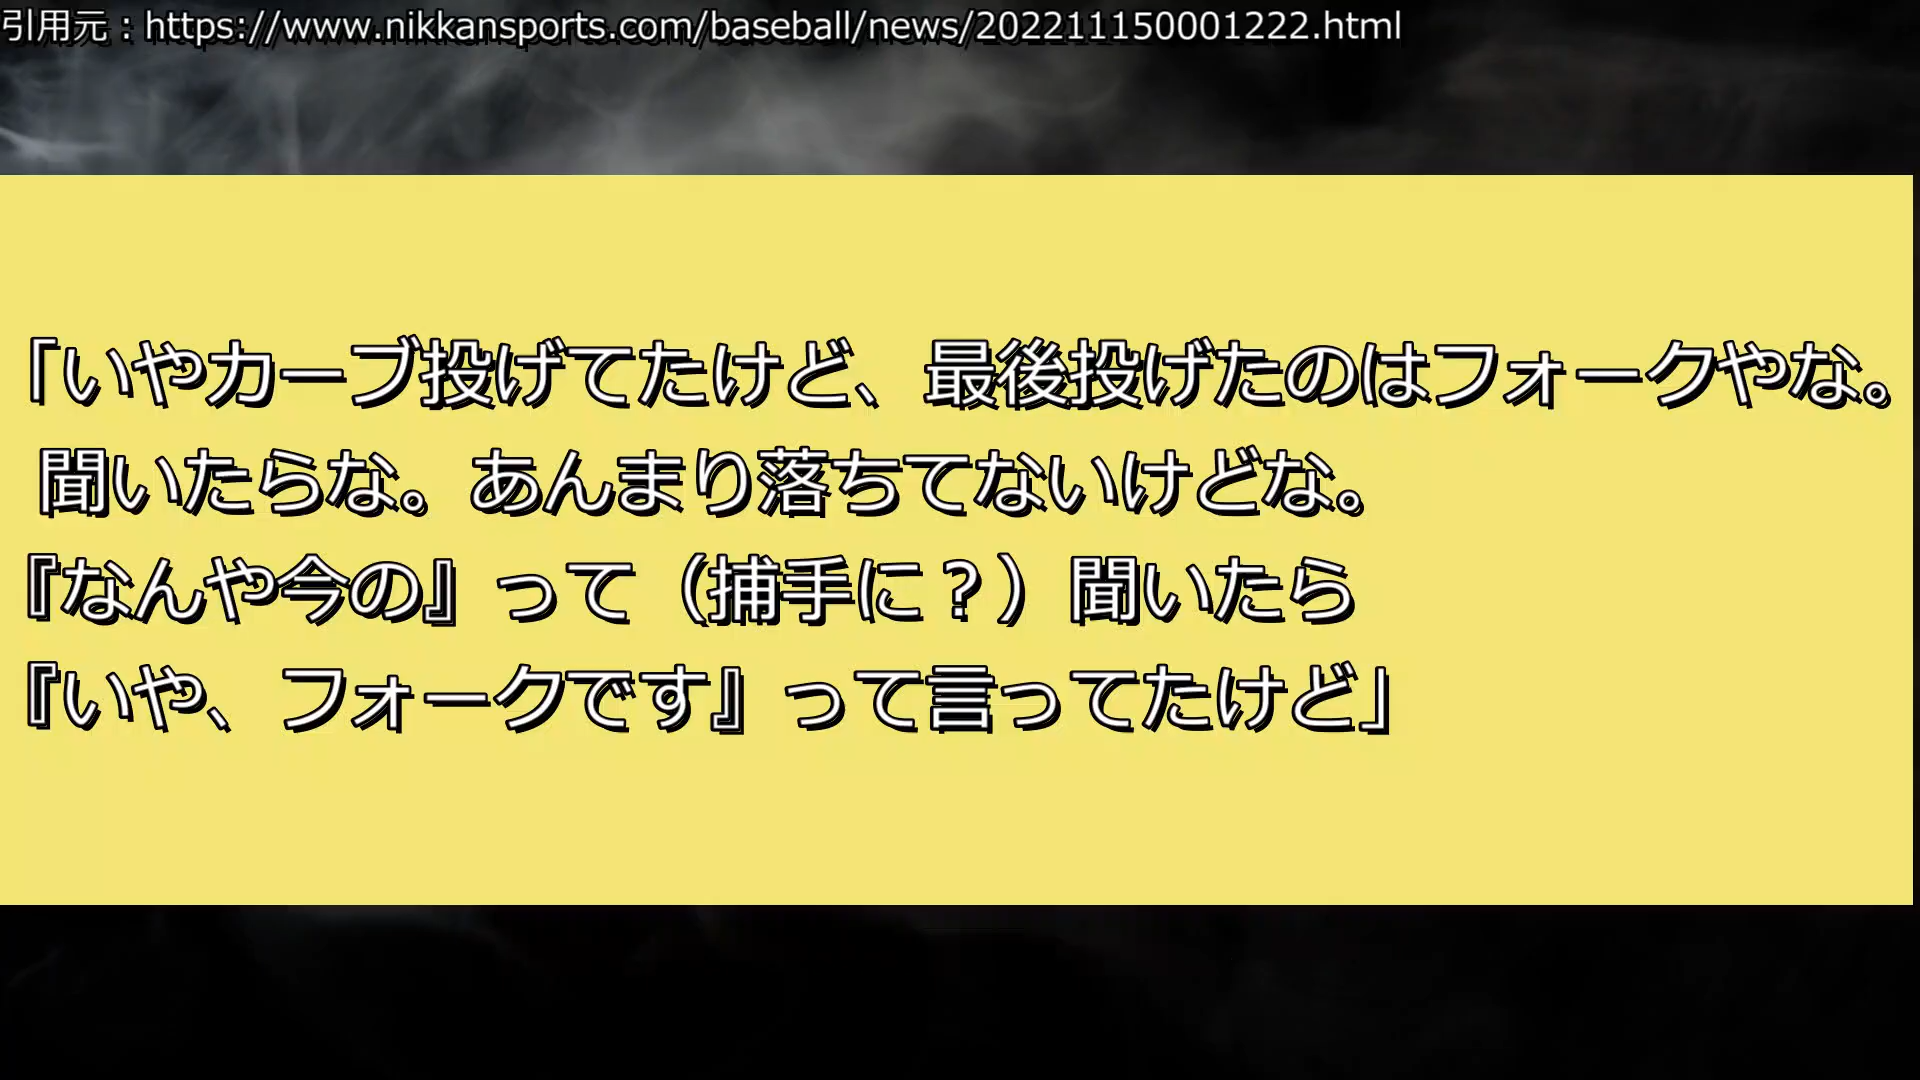 引用元：https://www.nikkansports.com/baseball/news/202211150001222.html
「いやカーブ投げてたけど、最後投げたのはフォークやな。
聞いたらな。あんまり落ちてないけどな。
『なんや今の』って（捕手に？）聞いたら
『いや、フォークです』って言ってたけど」